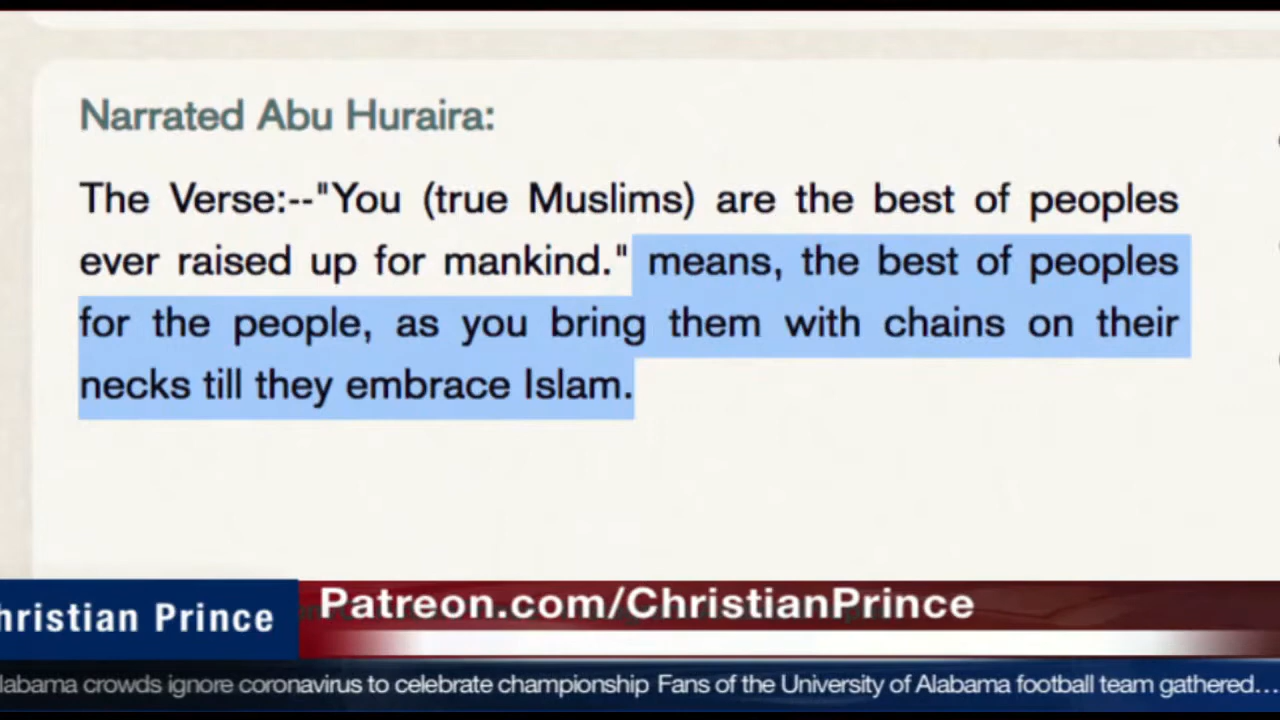 Narrated Abu Huraira:
The Verse:--"You (true Muslims) are the best of peoples
ever raised up for mankind." means, the best of peoples
for the people, as you bring them with chains on their
necks till they embrace Islam.
hristian Prince
Patreon.com/ChristianPrince
labama crowds ignore coronavirus to celebrate championship Fans of the University of Alabama football team gathered...